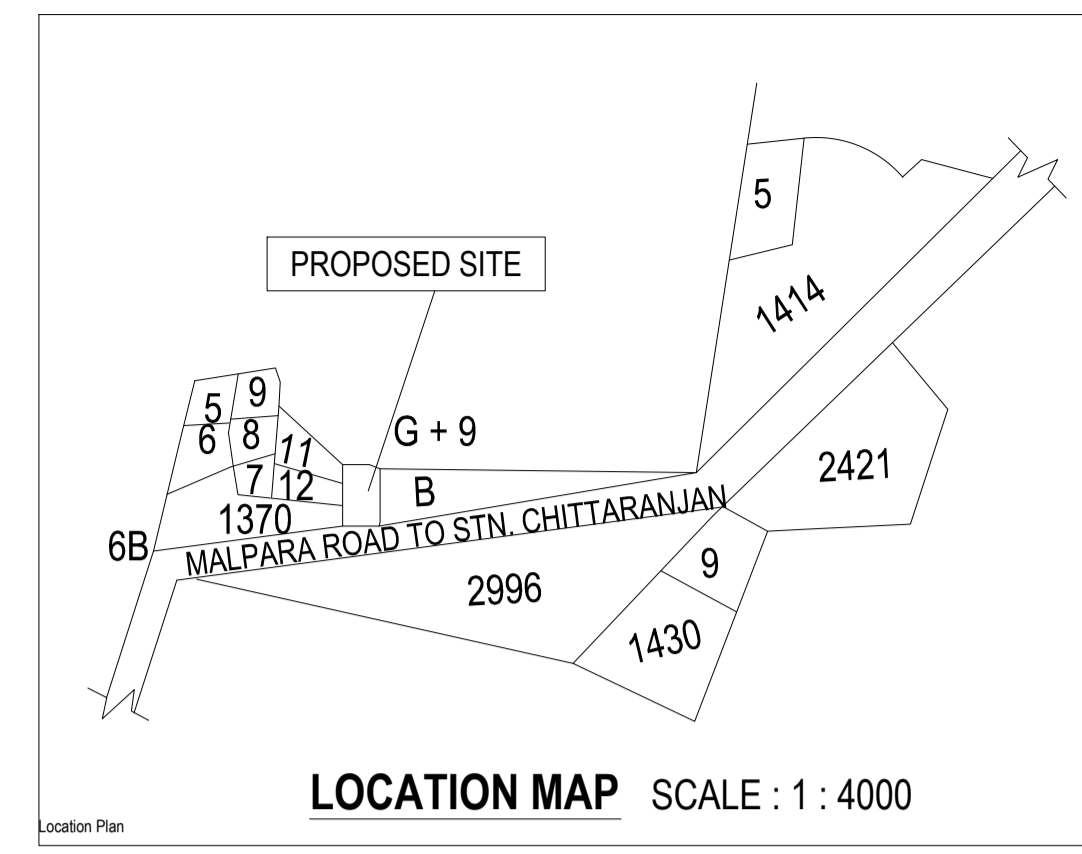 5
PROPOSED SITE
1414
9
5
G + 9
8
6
11
2421
7
12
B
1370
MALPARA ROAD TO STN. CHITTARANJAN
6B
9
2996
1430
LOCATION MAP SCALE : 1 : 4000
Location Plan